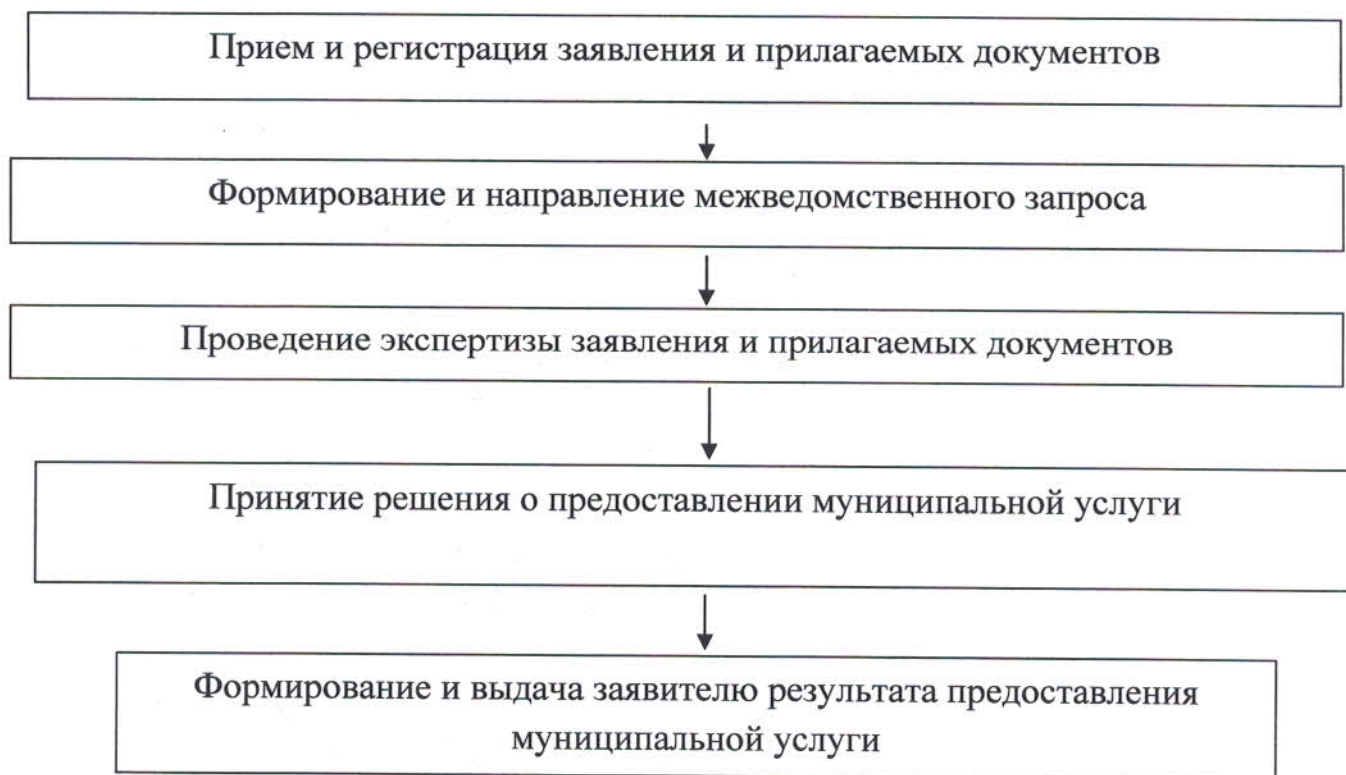 Прием и регистрация заявления и прилагаемых документов
Формирование и направление межведомственного запроса
Проведение экспертизы заявления и прилагаемых документов
Принятие решения о предоставлении муниципальной услуги
Формирование и выдача заявителю результата предоставления
муниципальной услуги